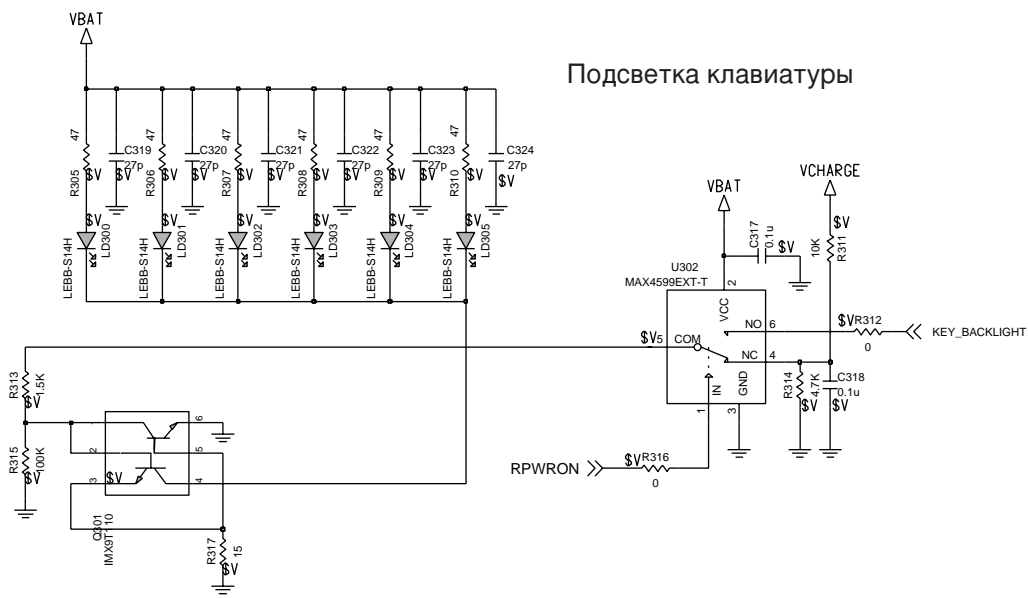 VBAT
Подсветка клавиатуры
47 47 47 47 47 47
C319 C320 C321 C322 C323 C324
27p 27p 27p 27p 27p 27p
$V $V $V $V $V $V $V $V $V $V $V $V
R305 R306 R307 R308 R309 R310
$V $V $V $V $V $V
LEBB-S14H LEBB-S14H LEBB-S14H LEBB-S14H LEBB-S14H LEBB-S14H
LD300 LD301 LD302 LD303 LD304 LD305
VBAT
VCHARGE
C317
0.1u
$V
$V
10K
R311
U302
MAX4599EXT-T
2
VCC
NO 6
$V R312
0
KEY_BACKLIGHT
$V 5 COM
NC 4
IN
GND
1
3
R314
4.7K
$V
C318
0.1u
$V
RPWRON
$V R316
0
R313
1.5K
$V
R315
100K
$V
6
2
5
3
$V
4
Q301
IMX9T110
R317
15
$V